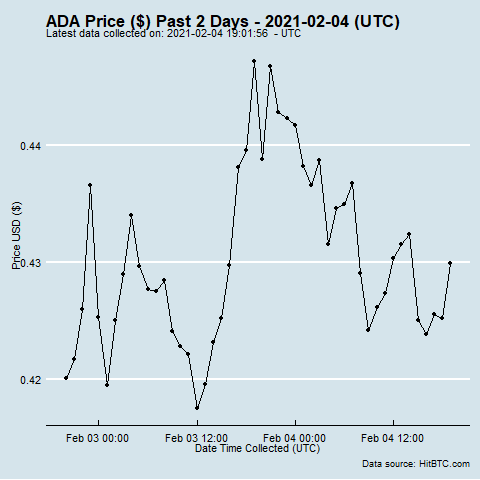 ADA Price ($) Past 2 Days - 2021-02-04 (UTC)
Latest data collected on: 2021-02-04 19:01:56 - UTC
0.44
0.43
0.42
Price USD ($)
Feb 03 00:00 Feb 03 12:00 Feb 04 00:00 Feb 04 12:00
Date Time Collected (UTC)
Data source: HitBTC.com